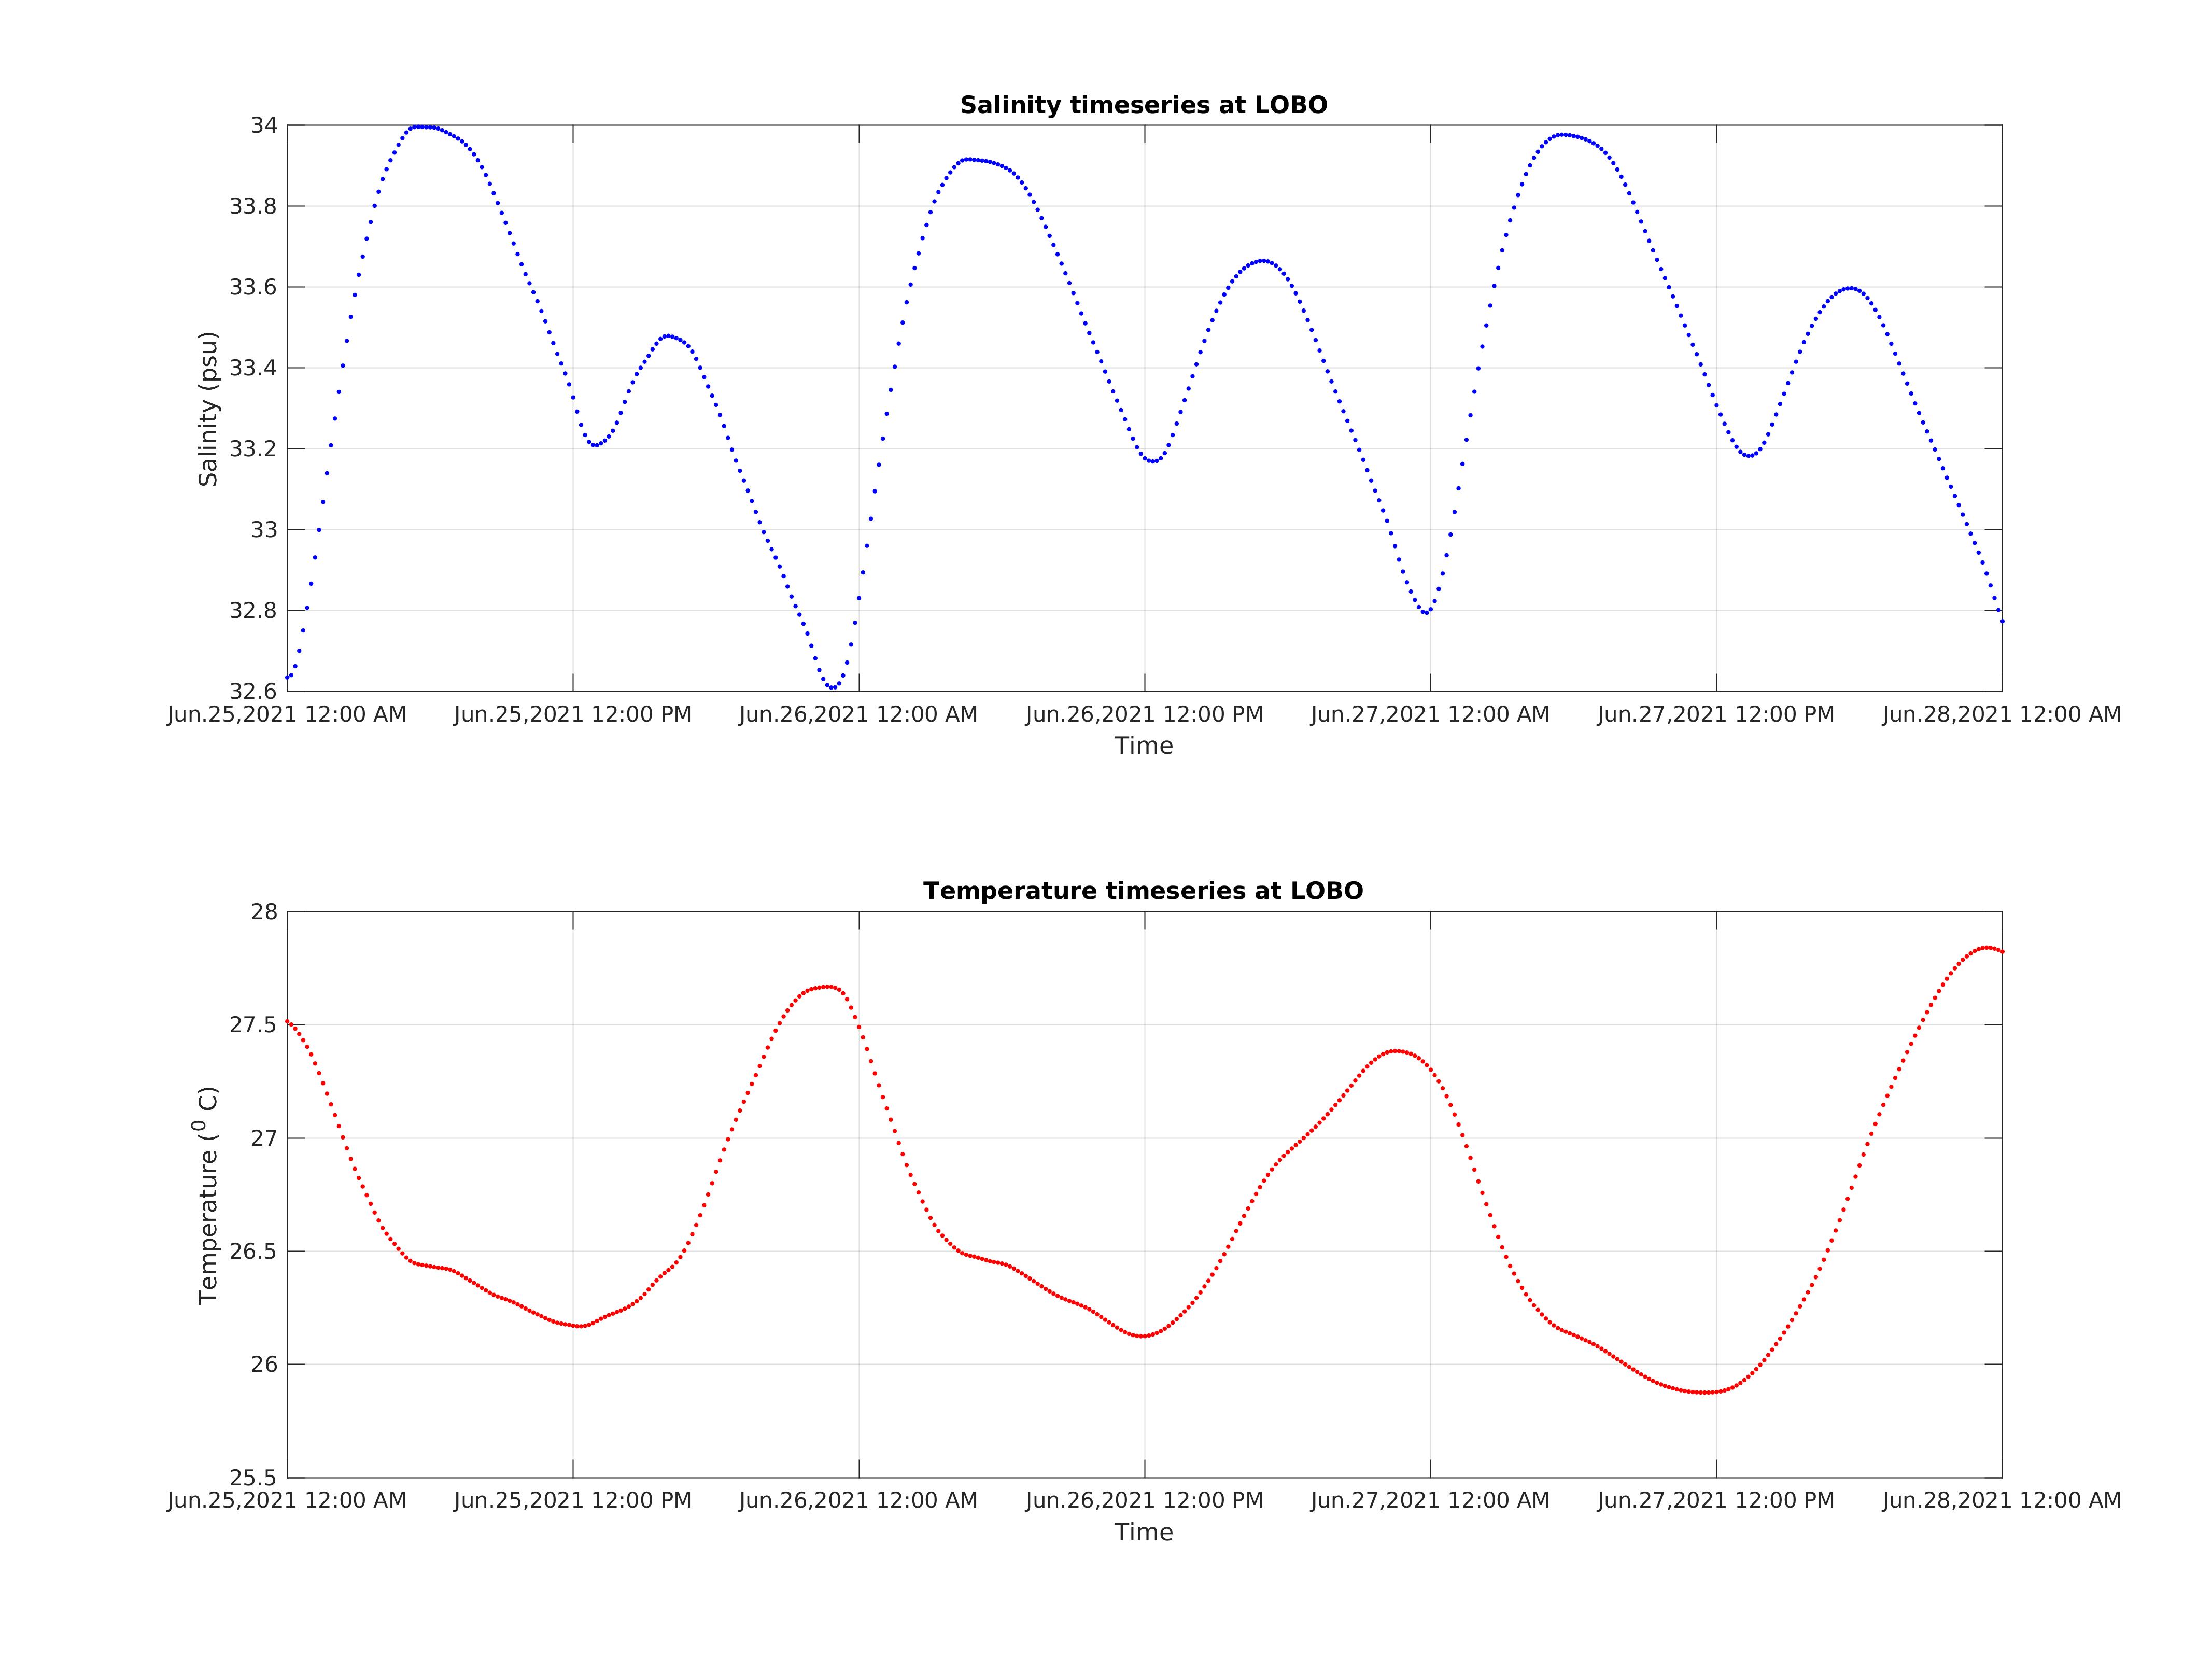 Salinity timeseries at LOBO
34
33.8
33.6
33.4
33.2
33
32.8
32.6
Salinity (psu)
Jun.25,2021 12:00 AM Jun.25,2021 12:00 PM Jun.26,2021 12:00 AM Jun.26,2021 12:00 PM Jun.27,2021 12:00 AM Jun.27,2021 12:00 PM Jun.28,2021 12:00 AM
Time
Temperature timeseries at LOBO
28
27.5
27
26.5
26
25.5
Temperature (⁰ C)
Jun.25,2021 12:00 AM Jun.25,2021 12:00 PM Jun.26,2021 12:00 AM Jun.26,2021 12:00 PM Jun.27,2021 12:00 AM Jun.27,2021 12:00 PM Jun.28,2021 12:00 AM
Time